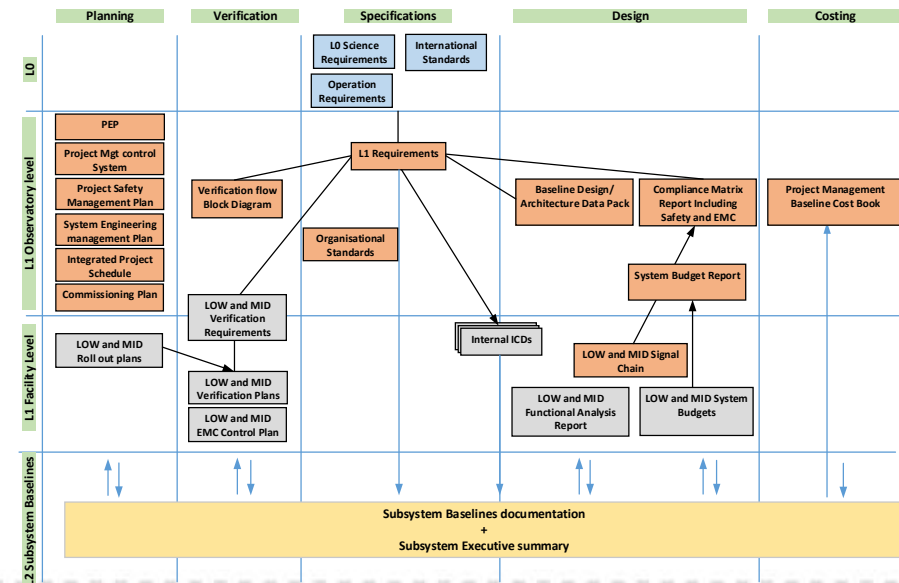 Planning
Verification
Specifications
Design
Costing
L0
L0 Science
Requirements
International
Standards
Operation
Requirements
L1 Observatory level
PEP
Project Mgt control
System
Project Safety
Management Plan
System Engineering
management Plan
Integrated Project
Schedule
Commissioning Plan
Verification flow
Block Diagram
L1 Requirements
Organisational
Standards
Baseline Design/
Architecture Data Pack
Compliance Matrix
Report Including
Safety and EMC
Project Management
Baseline Cost Book
System Budget Report
LOW and MID
Verification
Requirements
L1 Facility Level
LOW and MID
Roll out plans
Internal ICDs
LOW and MID Signal
Chain
LOW and MID
Verification Plans
LOW and MID
EMC Control Plan
LOW and MID
Functional Analysis
Report
LOW and MID System
Budgets
.2 Subsystem Baselines
Subsystem Baselines documentation
+
Subsystem Executive summary